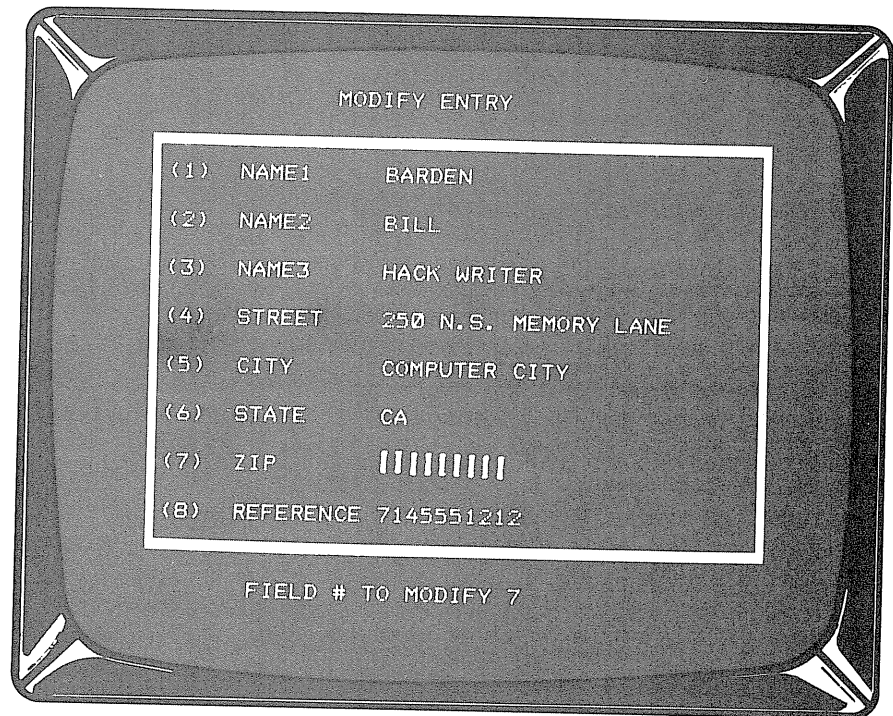 MODIFY ENTRY
(1) NAME1 BARDEN
(2) NAME2 BILL
(3) NAME3 HACK WRITER
(4) STREET 250 N.S. MEMORY LANE
(5) CITY COMPUTER CITY
(6) STATE CA
(7) ZIP
(8) REFERENCE 7145551212
FIELD # TO MODIFY 7